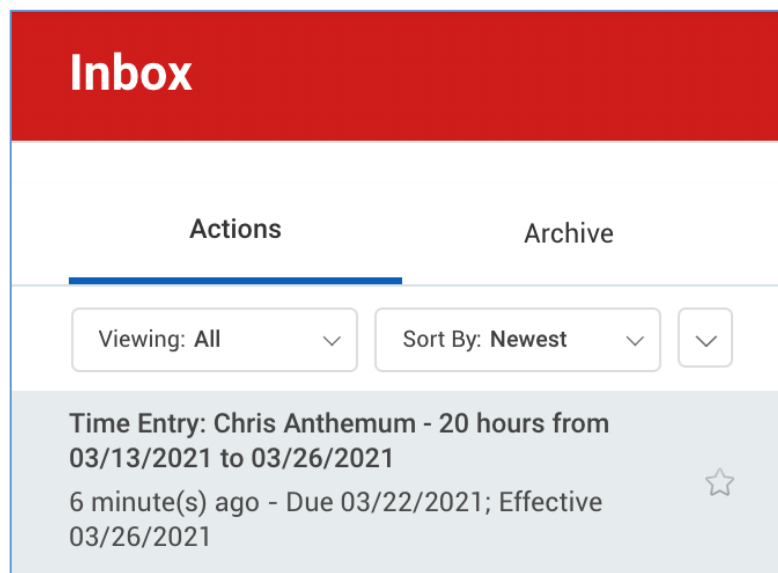 Inbox
Actions
Archive
Viewing: All
Sort By: Newest
Time Entry: Chris Anthemum - 20 hours from
03/13/2021 to 03/26/2021
6 minute(s) ago - Due 03/22/2021; Effective
03/26/2021